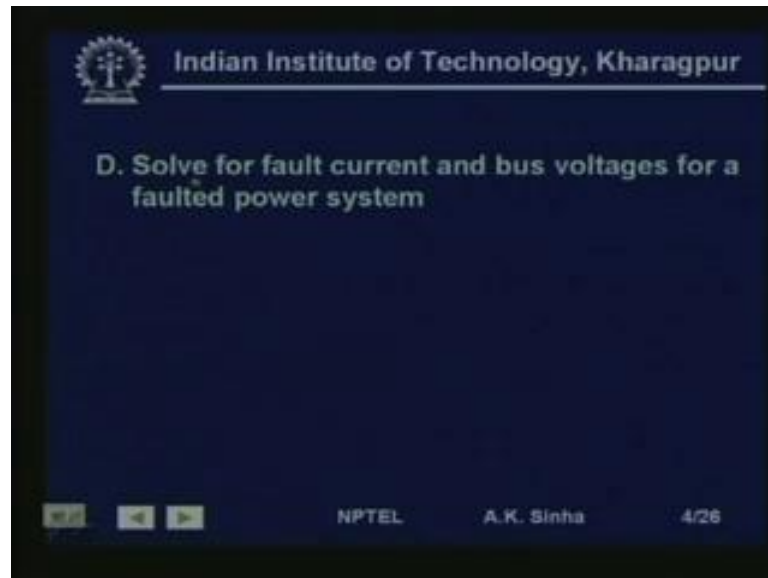 Indian Institute of Technology, Kharagpur
D. Solve for fault current and bus voltages for a
faulted power system
NPTEL A.K. Sinha 4/26